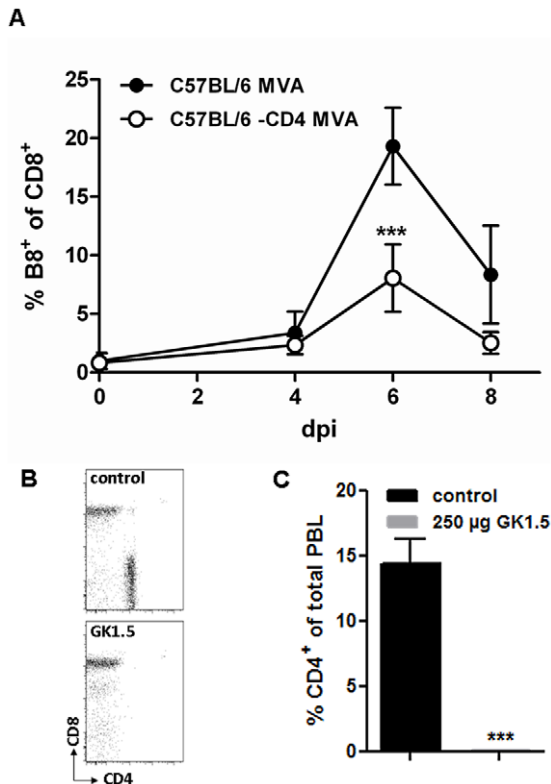 A
C57BL/6 MVA
C57BL/6 -CD4 MVA
% B8⁺ of CD8⁺
25
20
15
10
5
0
***
0 2 4 6 8
dpi
B
control
GK1.5
CD8
CD4
C
control
250 µg GK1.5
% CD4⁺ of total PBL
20
15
10
5
0
***